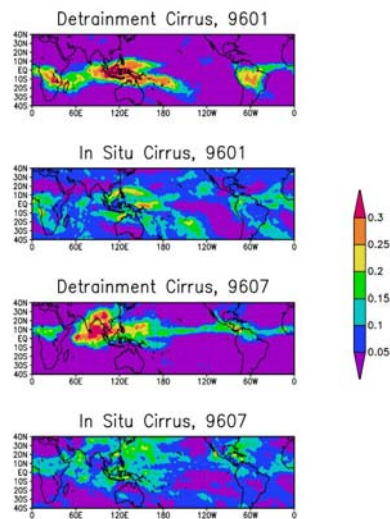 Detrainment Cirrus, 9601
40N
30N
20N
10N
EQ
10S
20S
30S
40S
0 60E 120E 180 120W 60W 0
In Situ Cirrus, 9601
40N
30N
20N
10N
EQ
10S
20S
30S
40S
0 60E 120E 180 120W 60W 0
0.3
0.25
0.2
0.15
0.1
0.05
Detrainment Cirrus, 9607
40N
30N
20N
10N
EQ
10S
20S
30S
40S
0 60E 120E 180 120W 60W 0
In Situ Cirrus, 9607
40N
30N
20N
10N
EQ
10S
20S
30S
40S
0 60E 120E 180 120W 60W 0